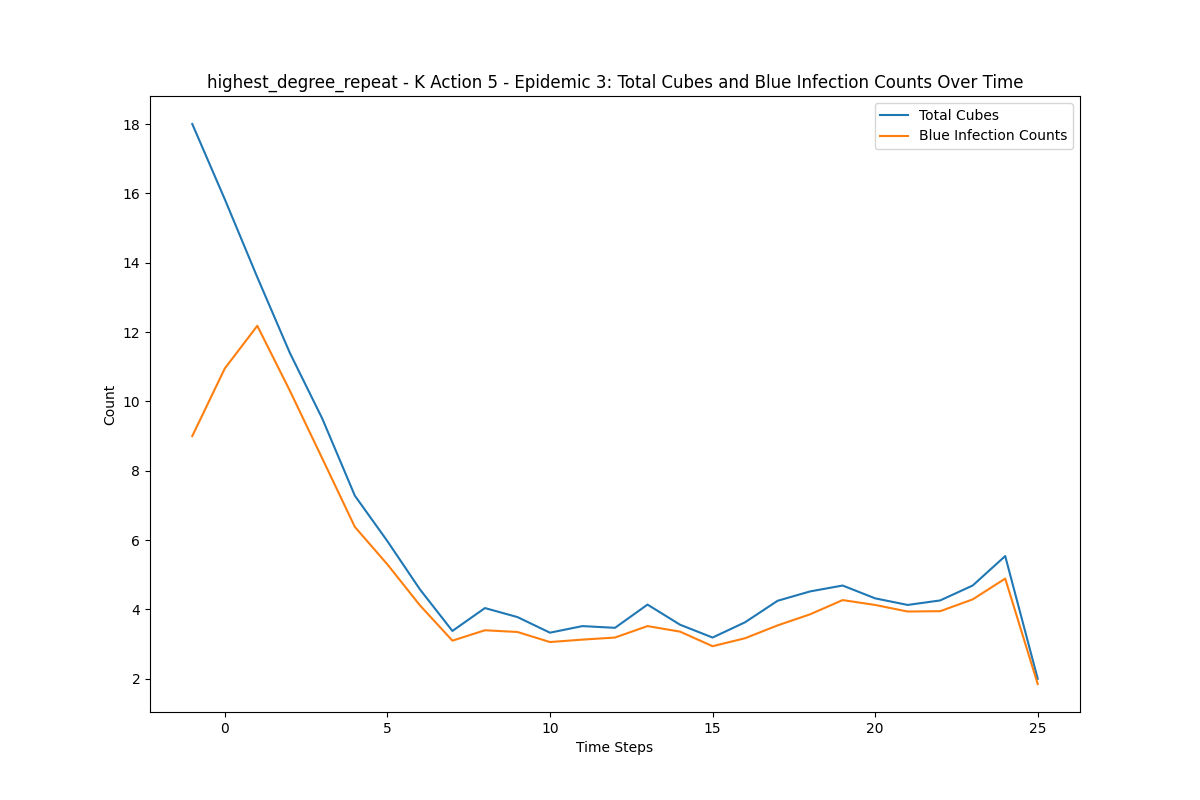 highest_degree_repeat - K Action 5 - Epidemic 3: Total Cubes and Blue Infection Counts Over Time
Total Cubes
Blue Infection Counts
18
16
14
12
10
8
6
4
2
Count
0 5 10 15 20 25
Time Steps